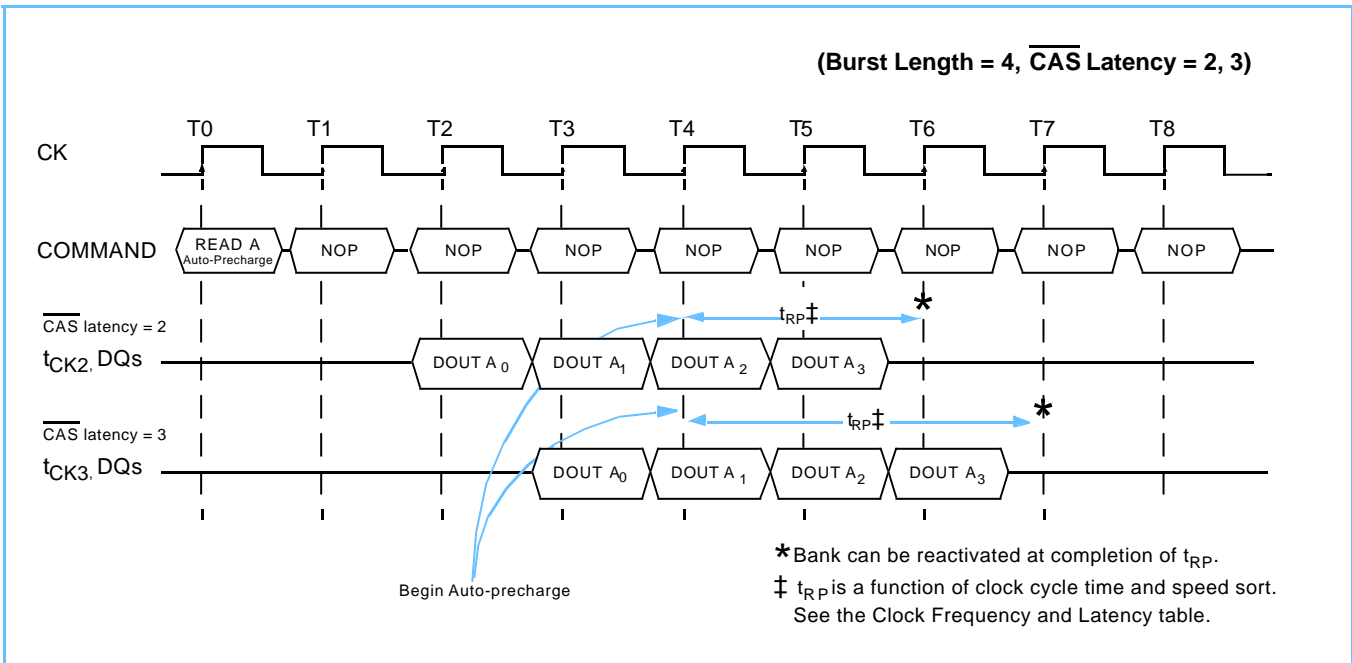 (Burst Length = 4, CAS Latency = 2, 3)
T0 T1 T2 T3 T4 T5 T6 T7 T8
CK
COMMAND
READ A Auto-Precharge
NOP NOP NOP NOP NOP NOP NOP NOP
tRP‡ *
CAS latency = 2
tCK2, DQs
DOUT A0 DOUT A1 DOUT A2 DOUT A3
tRP‡ *
CAS latency = 3
tCK3, DQs
DOUT A0 DOUT A1 DOUT A2 DOUT A3
Begin Auto-precharge
* Bank can be reactivated at completion of tRP.
‡ tRP is a function of clock cycle time and speed sort.
See the Clock Frequency and Latency table.